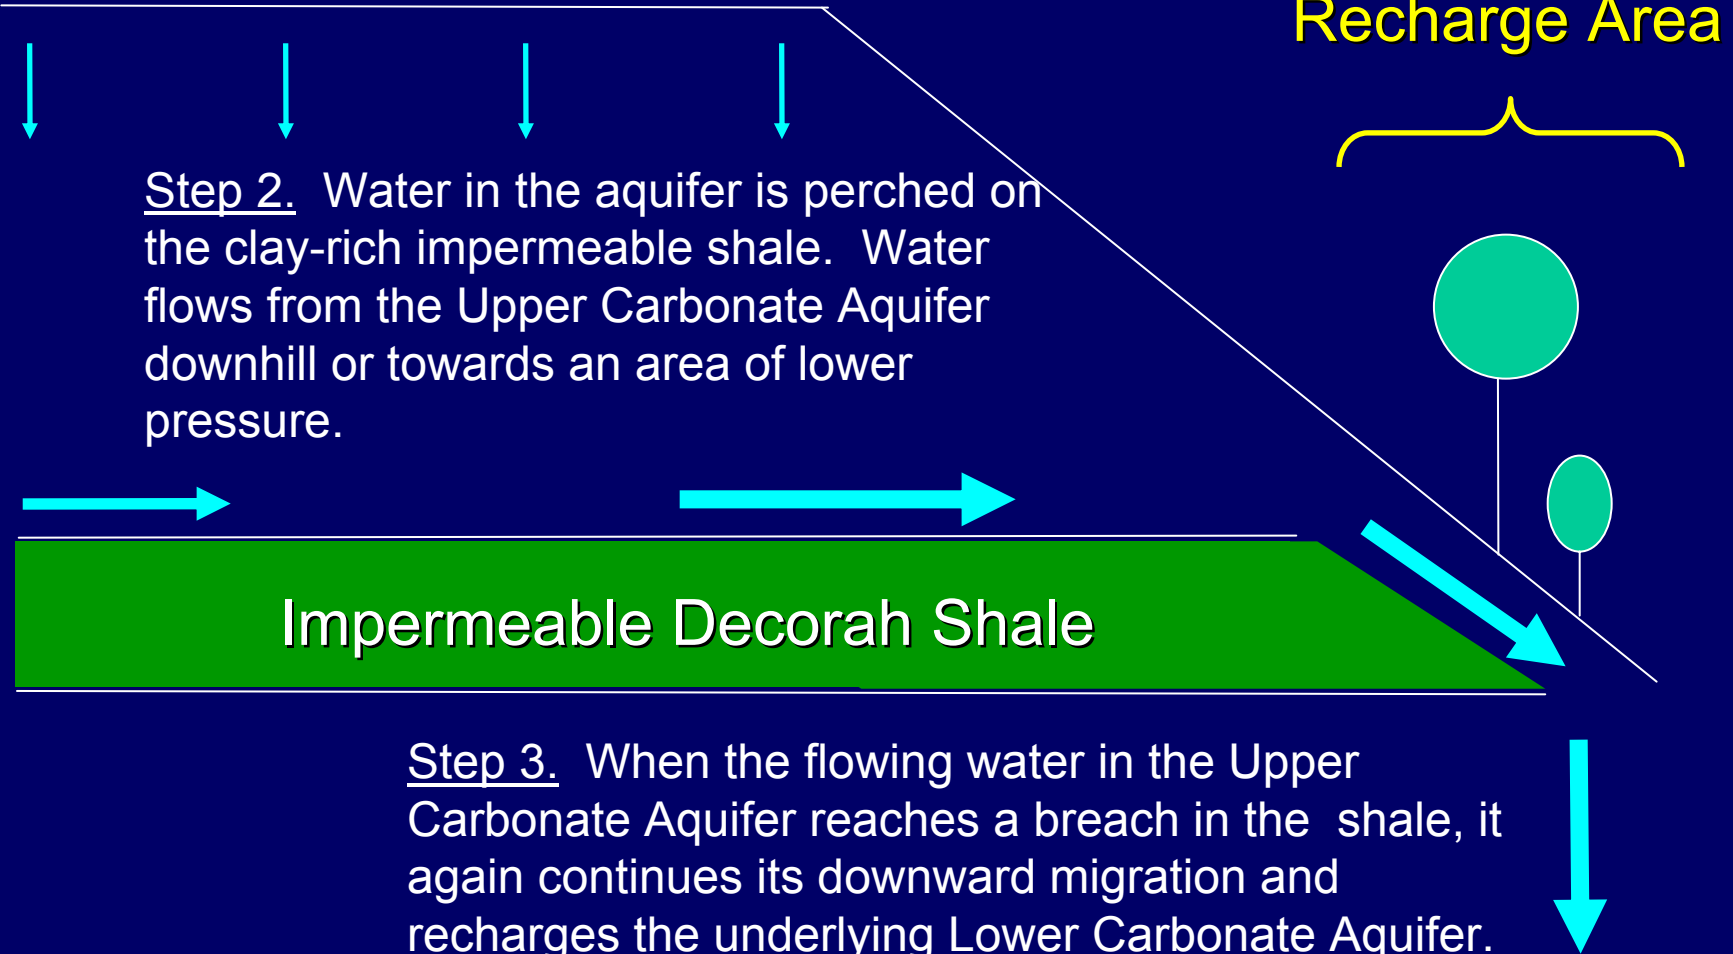 Recharge Area
Step 2. Water in the aquifer is perched on
the clay-rich impermeable shale. Water
flows from the Upper Carbonate Aquifer
downhill or towards an area of lower
pressure.
Impermeable Decorah Shale
Step 3. When the flowing water in the Upper
Carbonate Aquifer reaches a breach in the shale, it
again continues its downward migration and
recharges the underlying Lower Carbonate Aquifer.